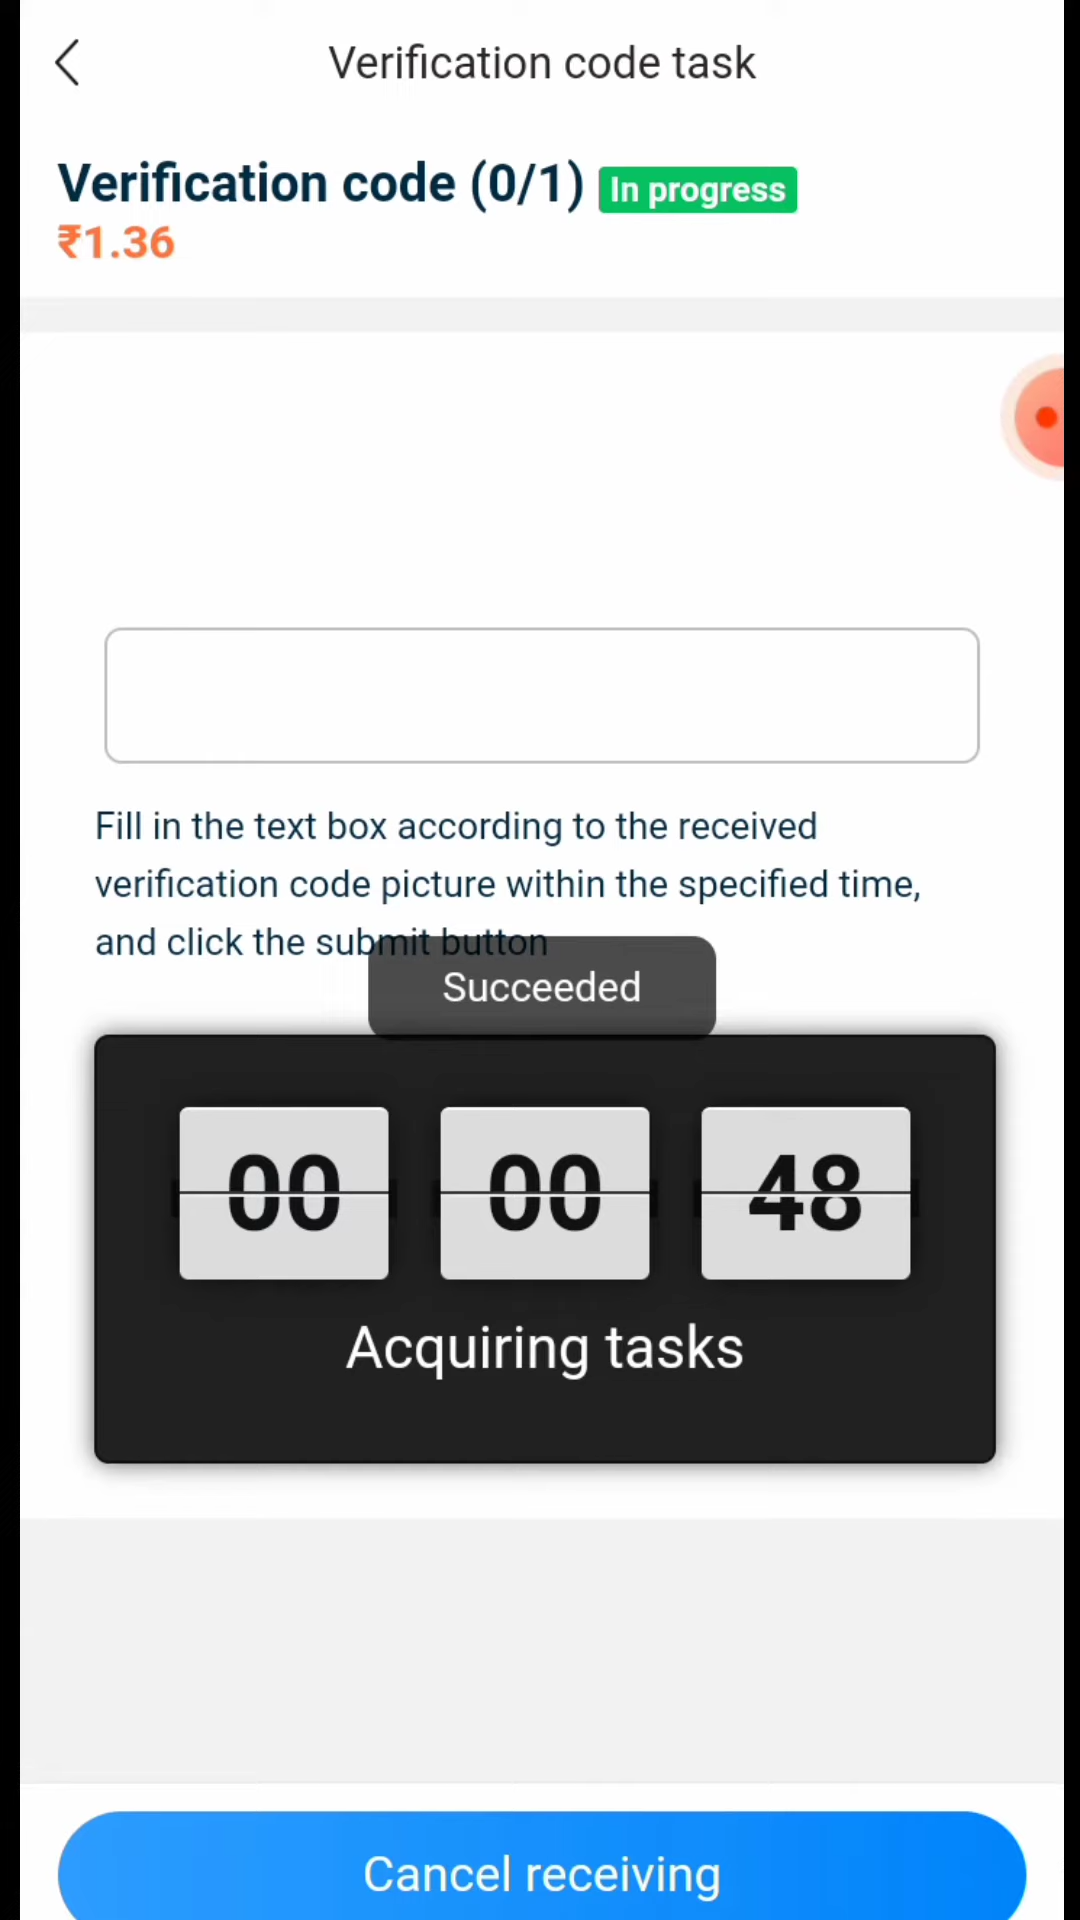 Verification code task
Verification code (0/1) In progress
₹1.36
Fill in the text box according to the received
verification code picture within the specified time,
and click the submit button
Succeeded
00 00 48
Acquiring tasks
Cancel receiving